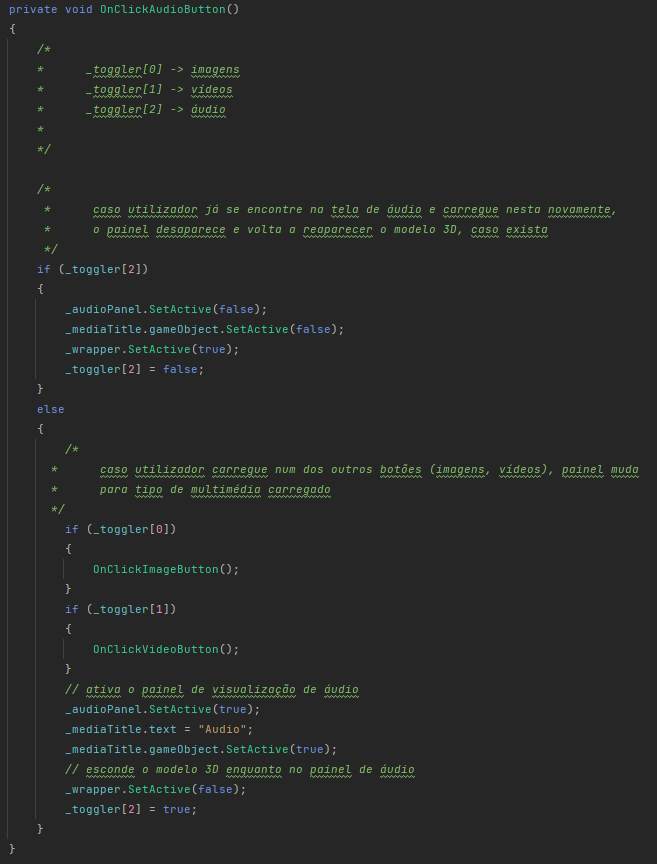 private void OnClickAudioButton()
{
    /*
    *      _toggler[0] -> imagens
    *      _toggler[1] -> vídeos
    *      _toggler[2] -> áudio
    *
    */

    /*
     *      caso utilizador já se encontre na tela de áudio e carregue nesta novamente,
     *      o painel desaparece e volta a reaparecer o modelo 3D, caso exista
     */
    if (_toggler[2])
    {
        _audioPanel.SetActive(false);
        _mediaTitle.gameObject.SetActive(false);
        _wrapper.SetActive(true);
        _toggler[2] = false;
    }
    else
    {
        /*
      *      caso utilizador carregue num dos outros botões (imagens, vídeos), painel muda
      *      para tipo de multimédia carregado
      */
        if (_toggler[0])
        {
            OnClickImageButton();
        }
        if (_toggler[1])
        {
            OnClickVideoButton();
        }
        // ativa o painel de visualização de áudio
        _audioPanel.SetActive(true);
        _mediaTitle.text = "Audio";
        _mediaTitle.gameObject.SetActive(true);
        // esconde o modelo 3D enquanto no painel de áudio
        _wrapper.SetActive(false);
        _toggler[2] = true;
    }
}